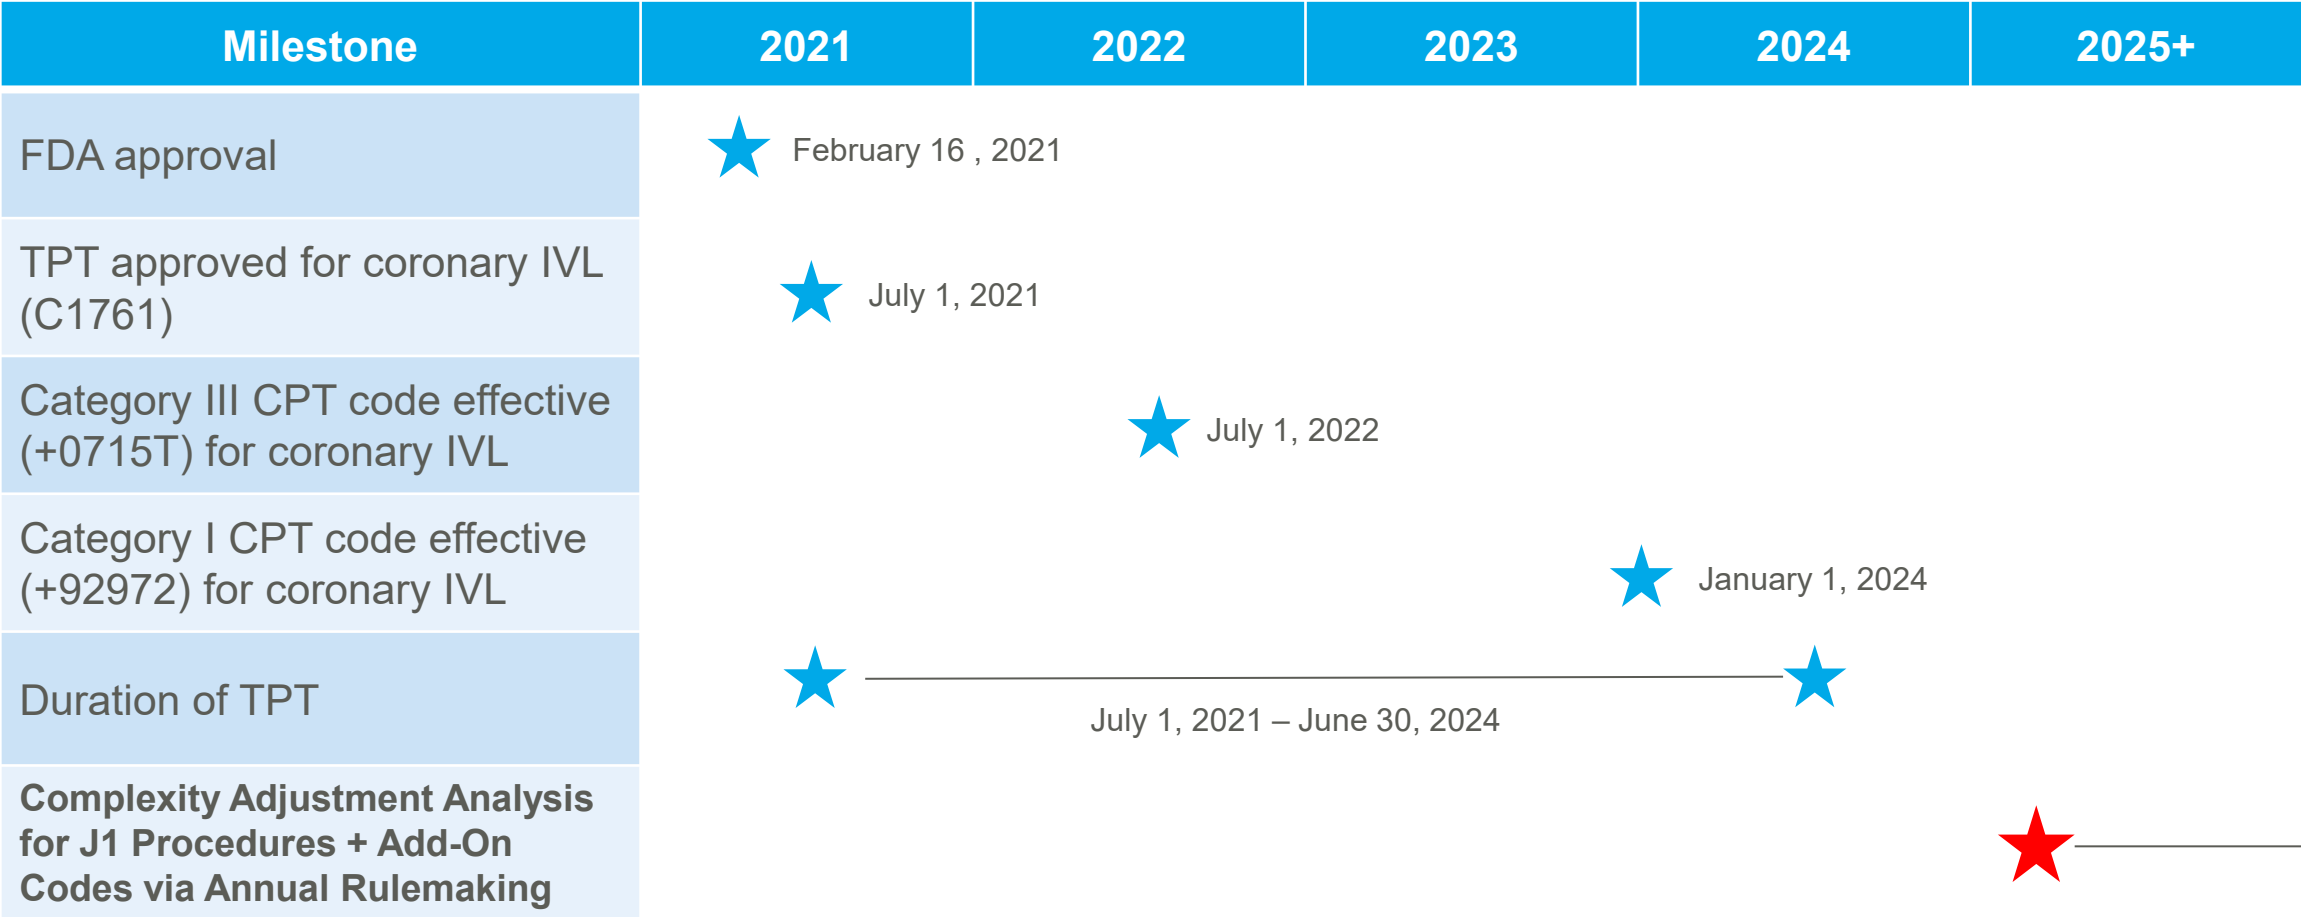 Milestone 2021 2022 2023 2024 2025+
FDA approval
February 16 , 2021
TPT approved for coronary IVL
(C1761)
July 1, 2021
Category III CPT code effective
(+0715T) for coronary IVL
July 1, 2022
Category I CPT code effective
(+92972) for coronary IVL
January 1, 2024
Duration of TPT
July 1, 2021 – June 30, 2024
Complexity Adjustment Analysis
for J1 Procedures + Add-On
Codes via Annual Rulemaking